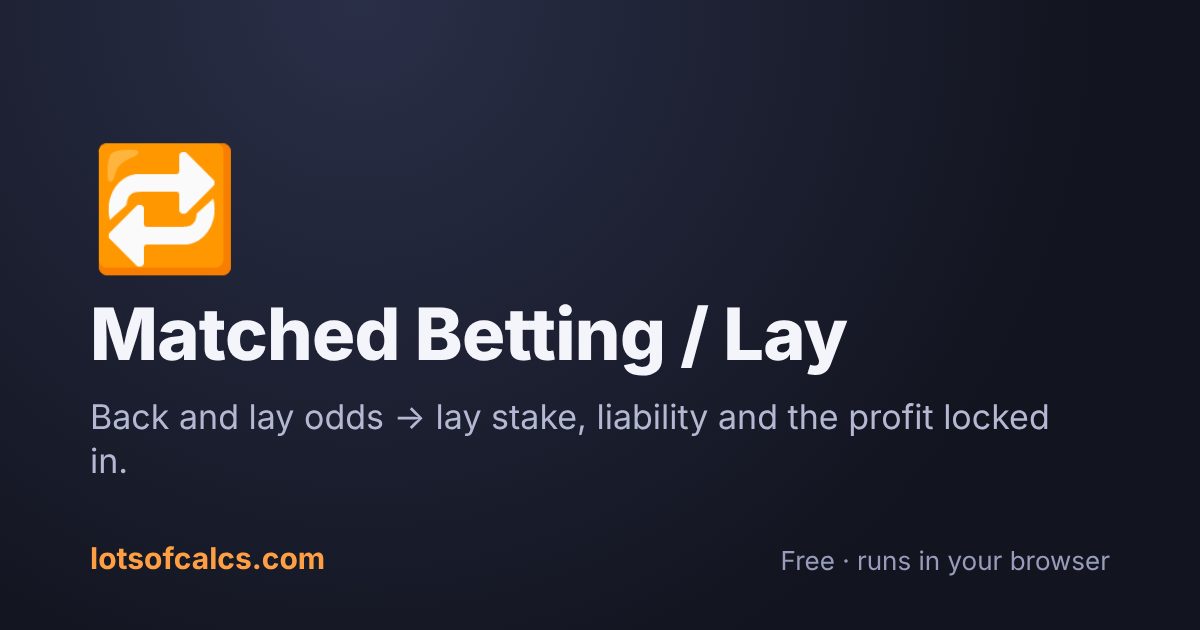 Matched Betting / Lay
Back and lay odds → lay stake, liability and the profit locked
in.
lotsofcalcs.com
Free · runs in your browser